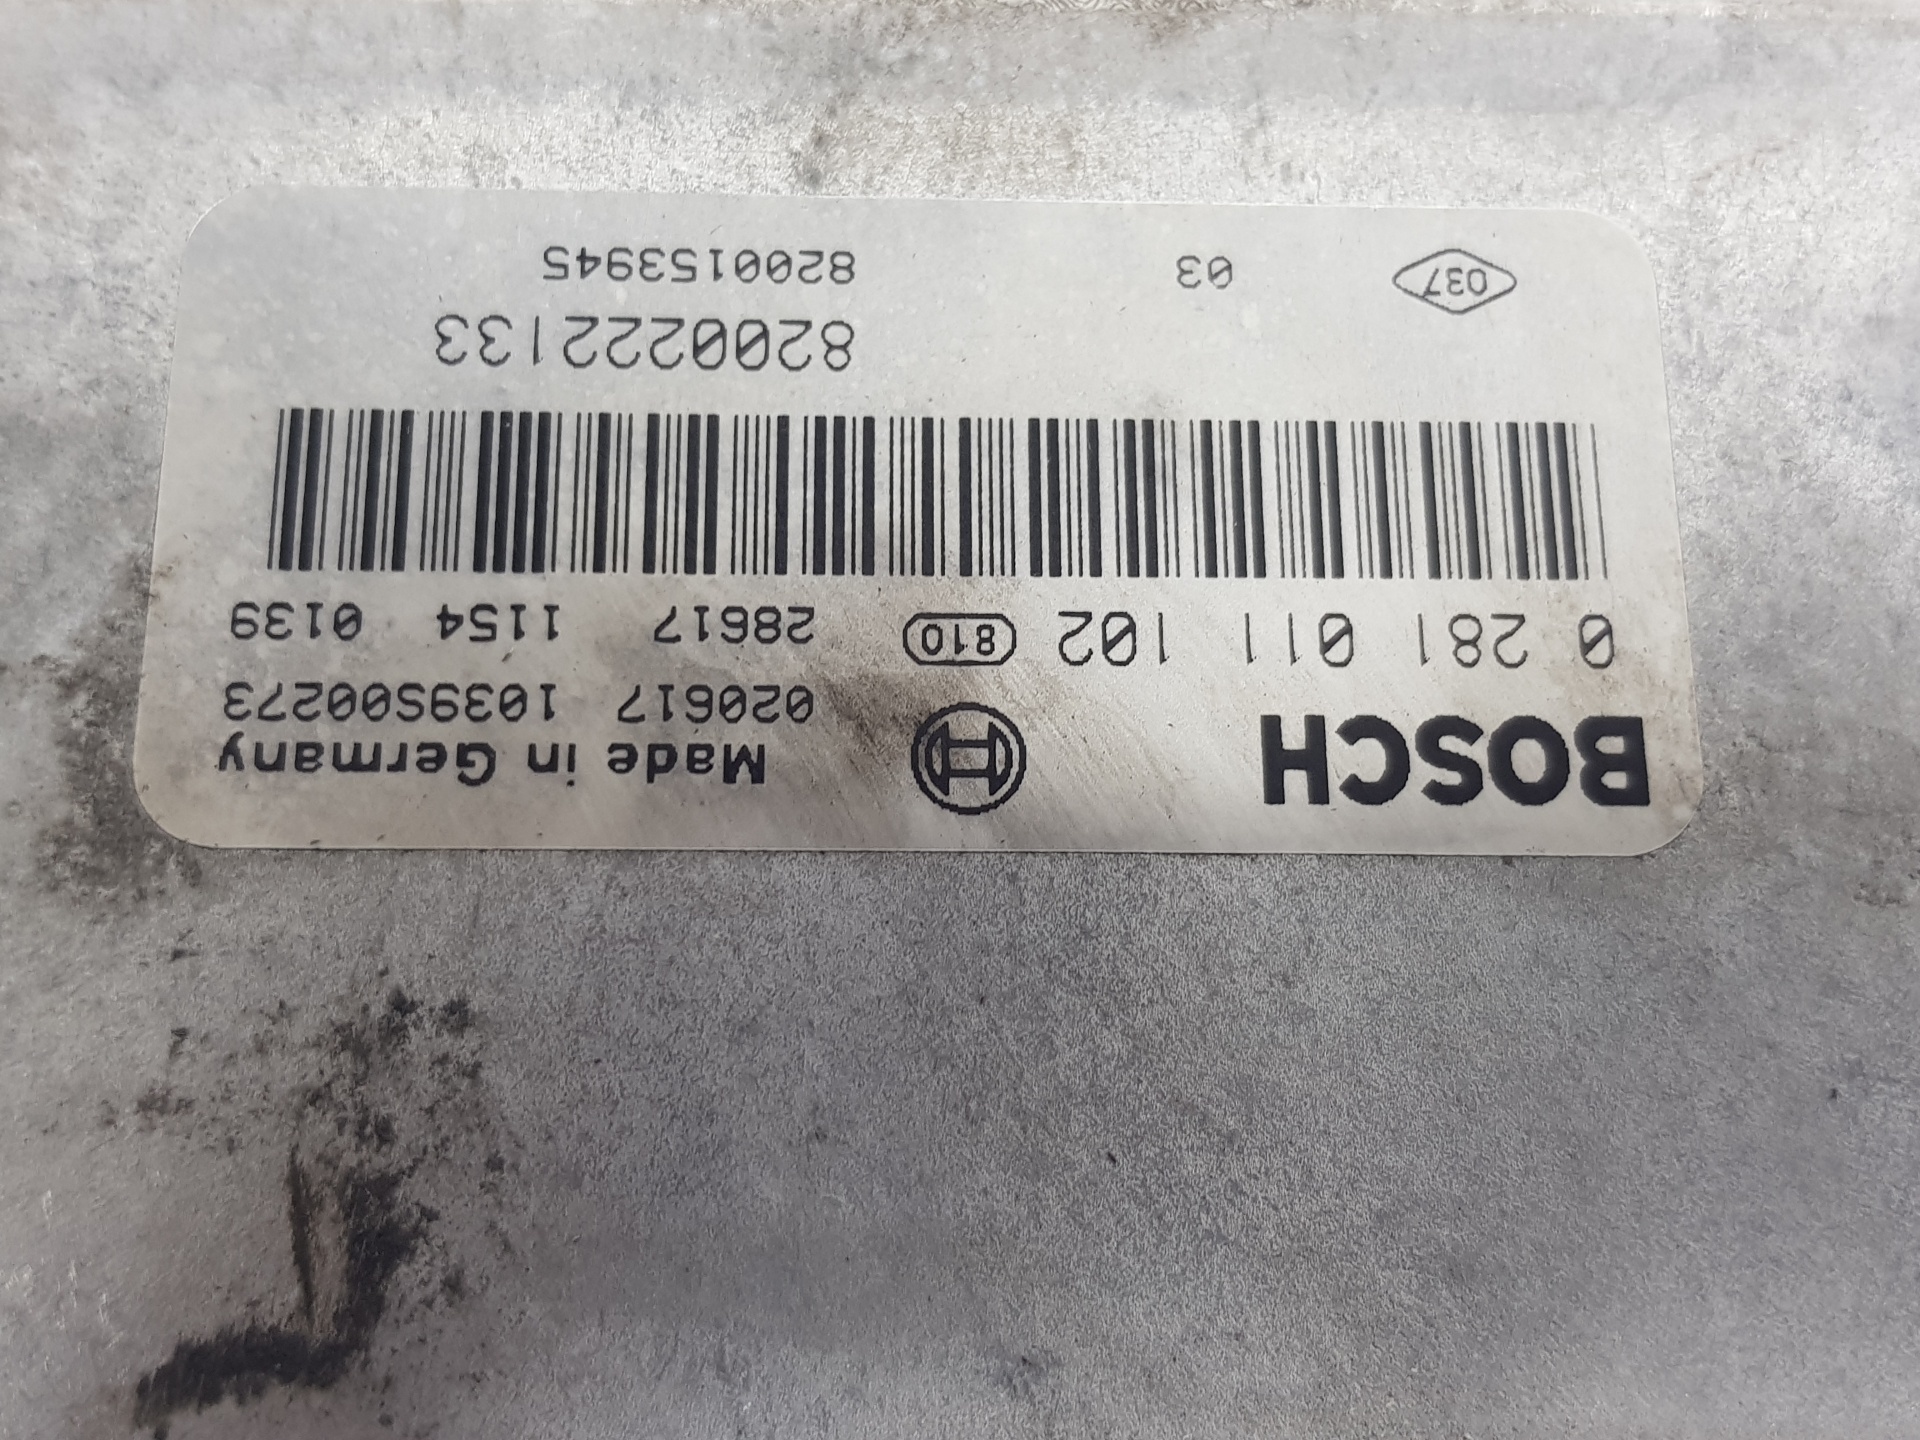 BOSCH Made in Germany
020617 1039S00273
0 281 011 102 810 28617 1154 0139
8200222133
037 03 8200153945